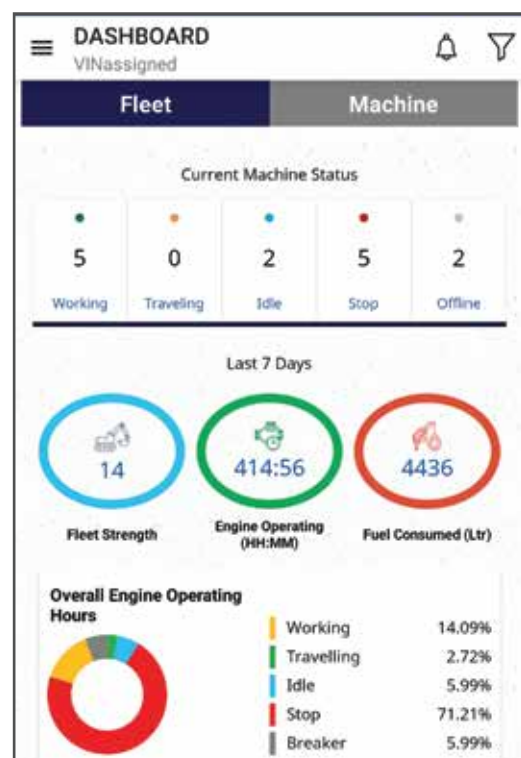 DASHBOARD
VINassigned
Fleet Machine
Current Machine Status
5 0 2 5 2
Working Traveling Idle Stop Offline
Last 7 Days
14 414:56 4436
Fleet Strength Engine Operating (HH:MM) Fuel Consumed (Ltr)
Overall Engine Operating
Hours
Working 14.09%
Travelling 2.72%
Idle 5.99%
Stop 71.21%
Breaker 5.99%